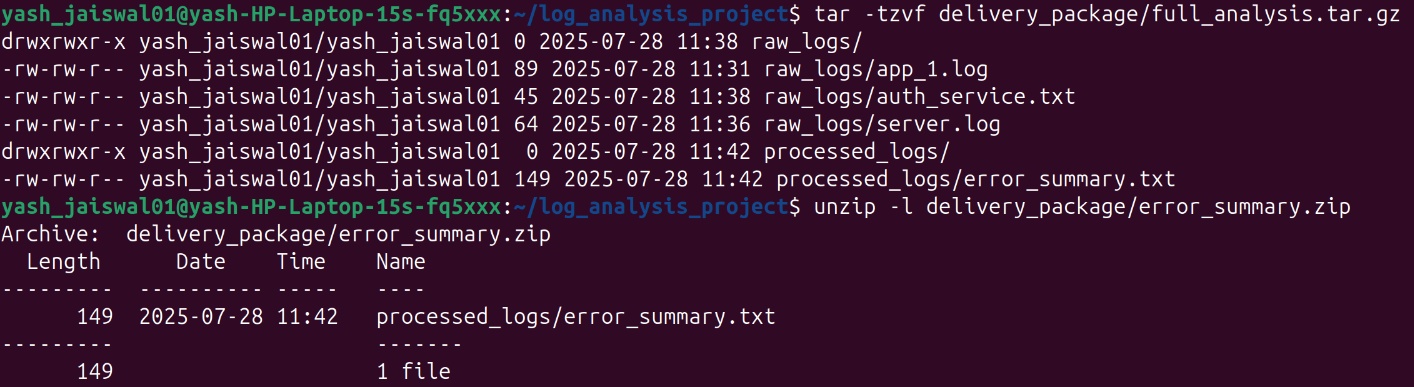 yash_jaiswal01@yash-HP-Laptop-15s-fq5xxx:~/log_analysis_project$ tar -tzvf delivery_package/full_analysis.tar.gz
drwxrwxr-x yash_jaiswal01/yash_jaiswal01 0 2025-07-28 11:38 raw_logs/
-rw-rw-r-- yash_jaiswal01/yash_jaiswal01 89 2025-07-28 11:31 raw_logs/app_1.log
-rw-rw-r-- yash_jaiswal01/yash_jaiswal01 45 2025-07-28 11:38 raw_logs/auth_service.txt
-rw-rw-r-- yash_jaiswal01/yash_jaiswal01 64 2025-07-28 11:36 raw_logs/server.log
drwxrwxr-x yash_jaiswal01/yash_jaiswal01  0 2025-07-28 11:42 processed_logs/
-rw-rw-r-- yash_jaiswal01/yash_jaiswal01 149 2025-07-28 11:42 processed_logs/error_summary.txt
yash_jaiswal01@yash-HP-Laptop-15s-fq5xxx:~/log_analysis_project$ unzip -l delivery_package/error_summary.zip
Archive:  delivery_package/error_summary.zip
  Length      Date    Time    Name
---------  ---------- -----   ----
      149  2025-07-28 11:42   processed_logs/error_summary.txt
---------                     -------
      149                     1 file